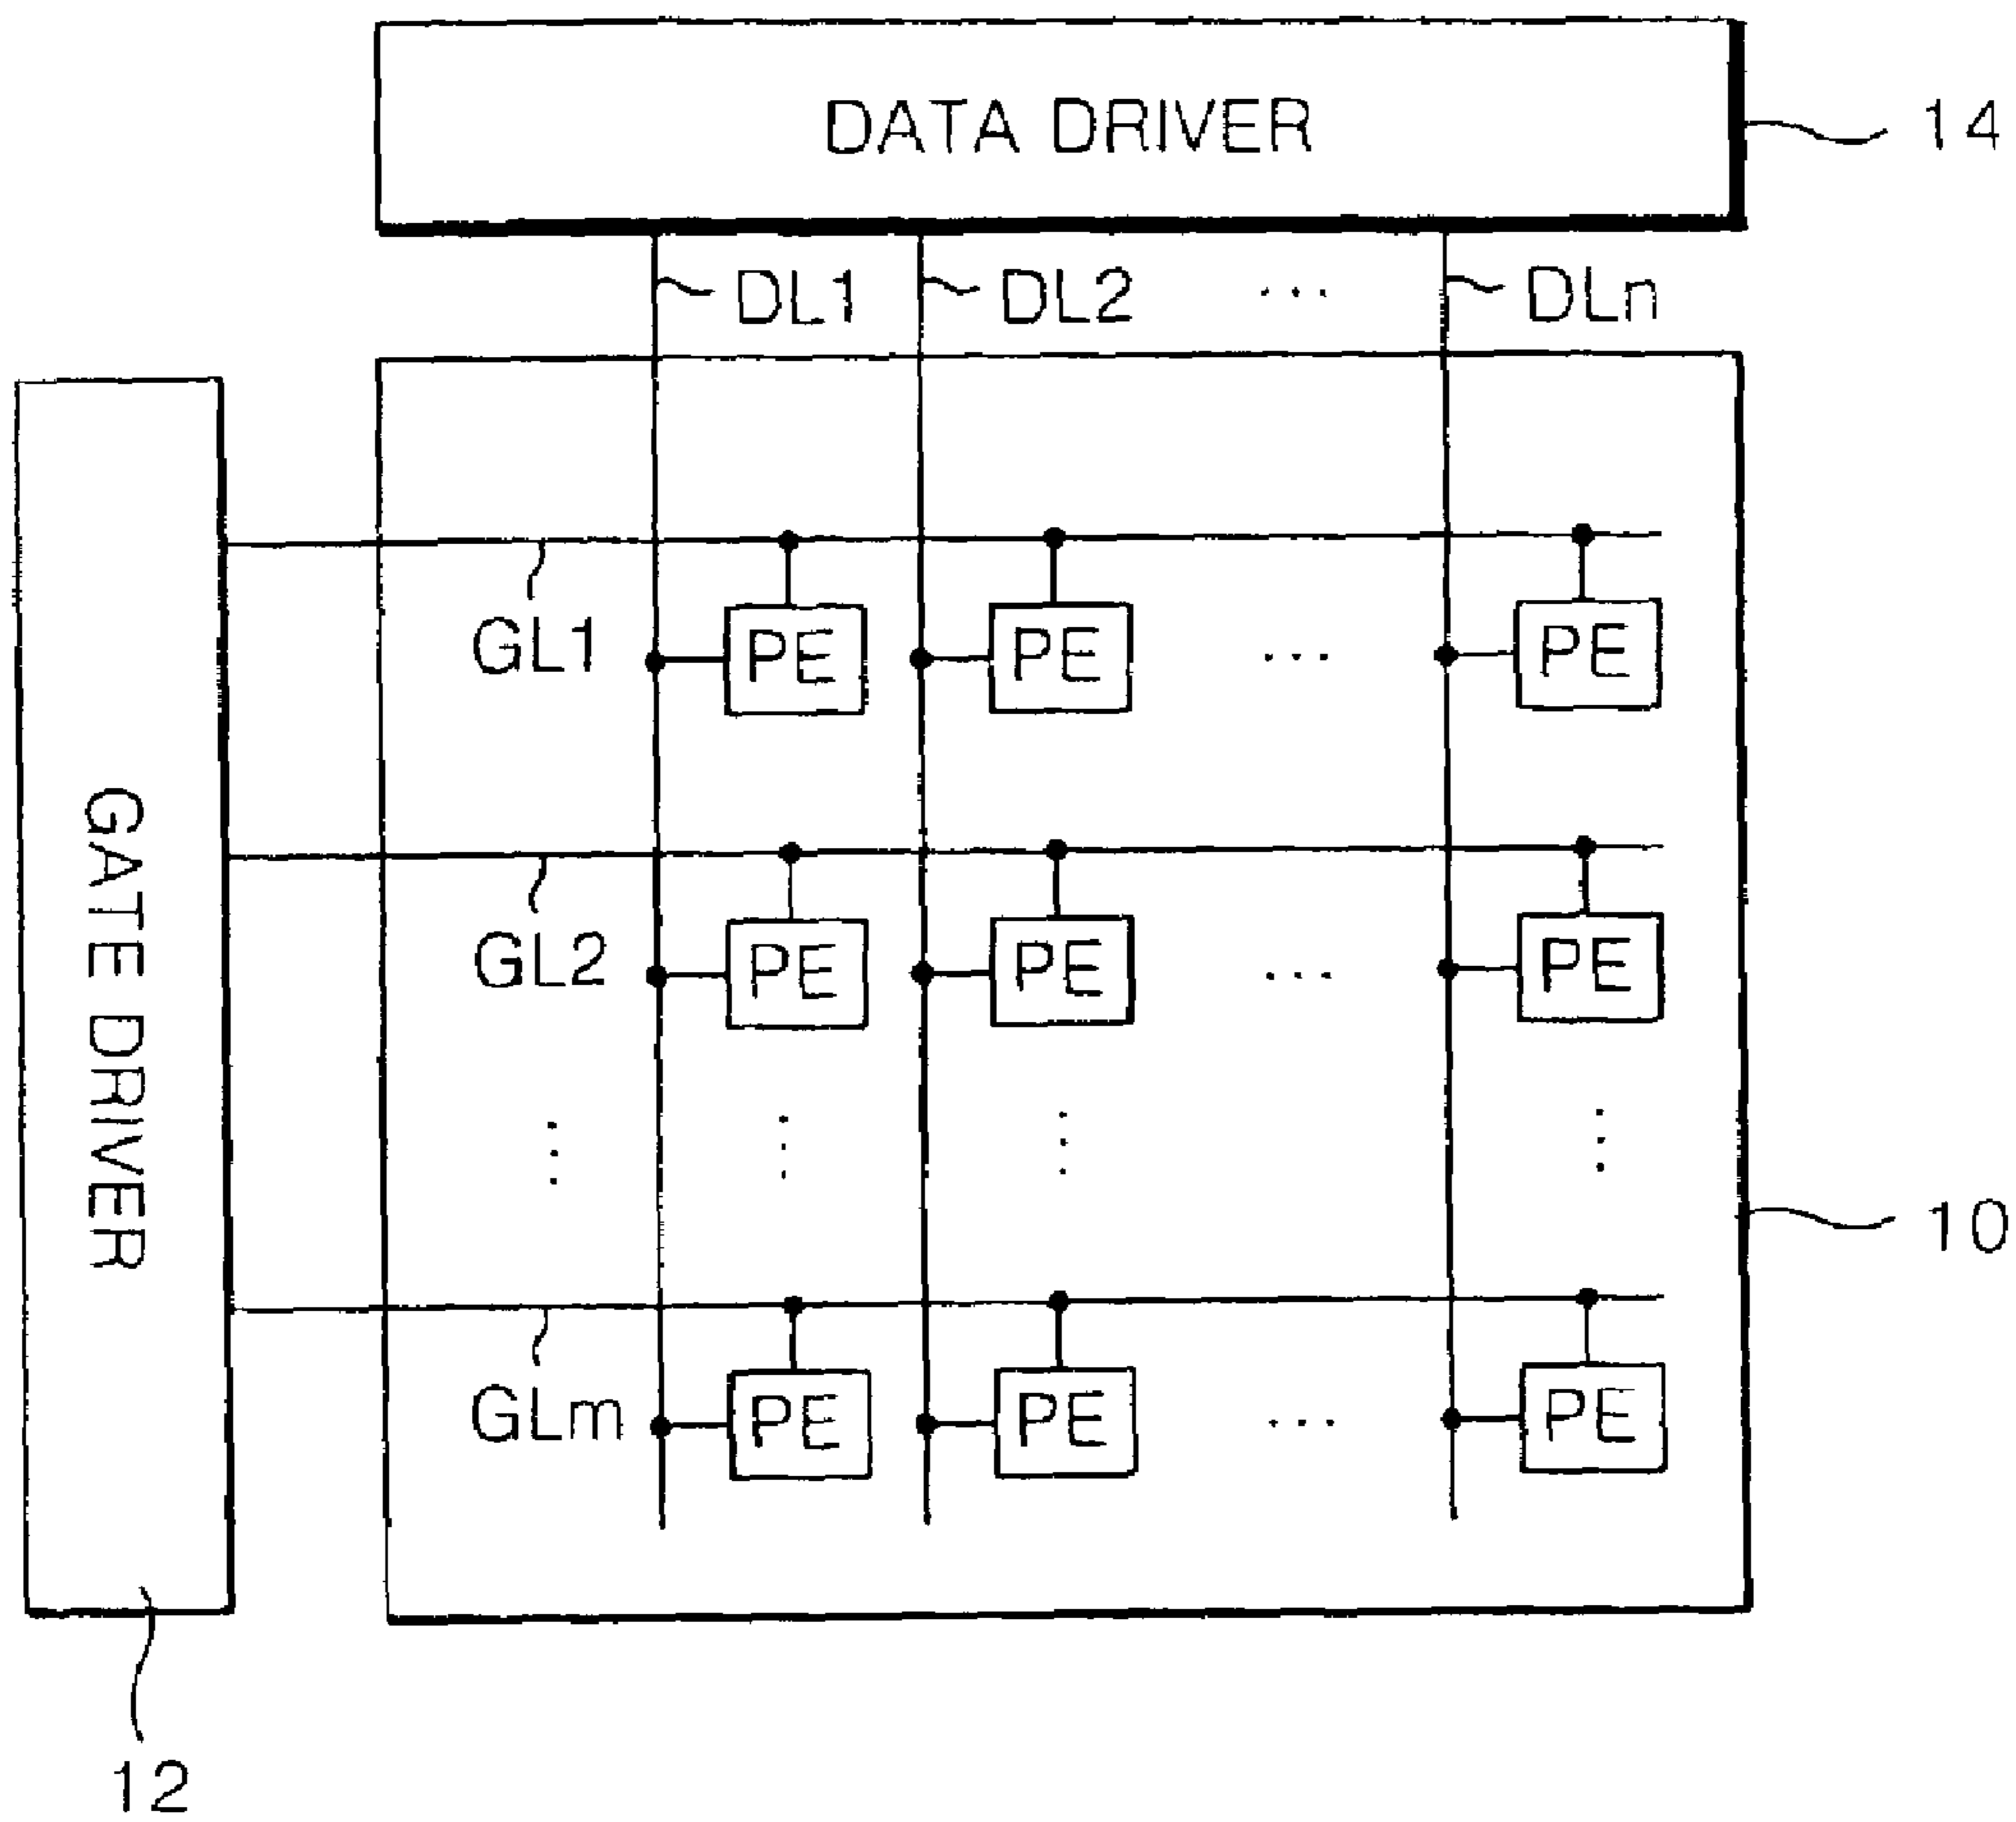 DATA DRIVER
14
DL1 DL2 ... DLn
GL1 PE PE ... PE
GATE DRIVER
GL2 PE PE ... PE
10
GLm PE PE ... PE
12